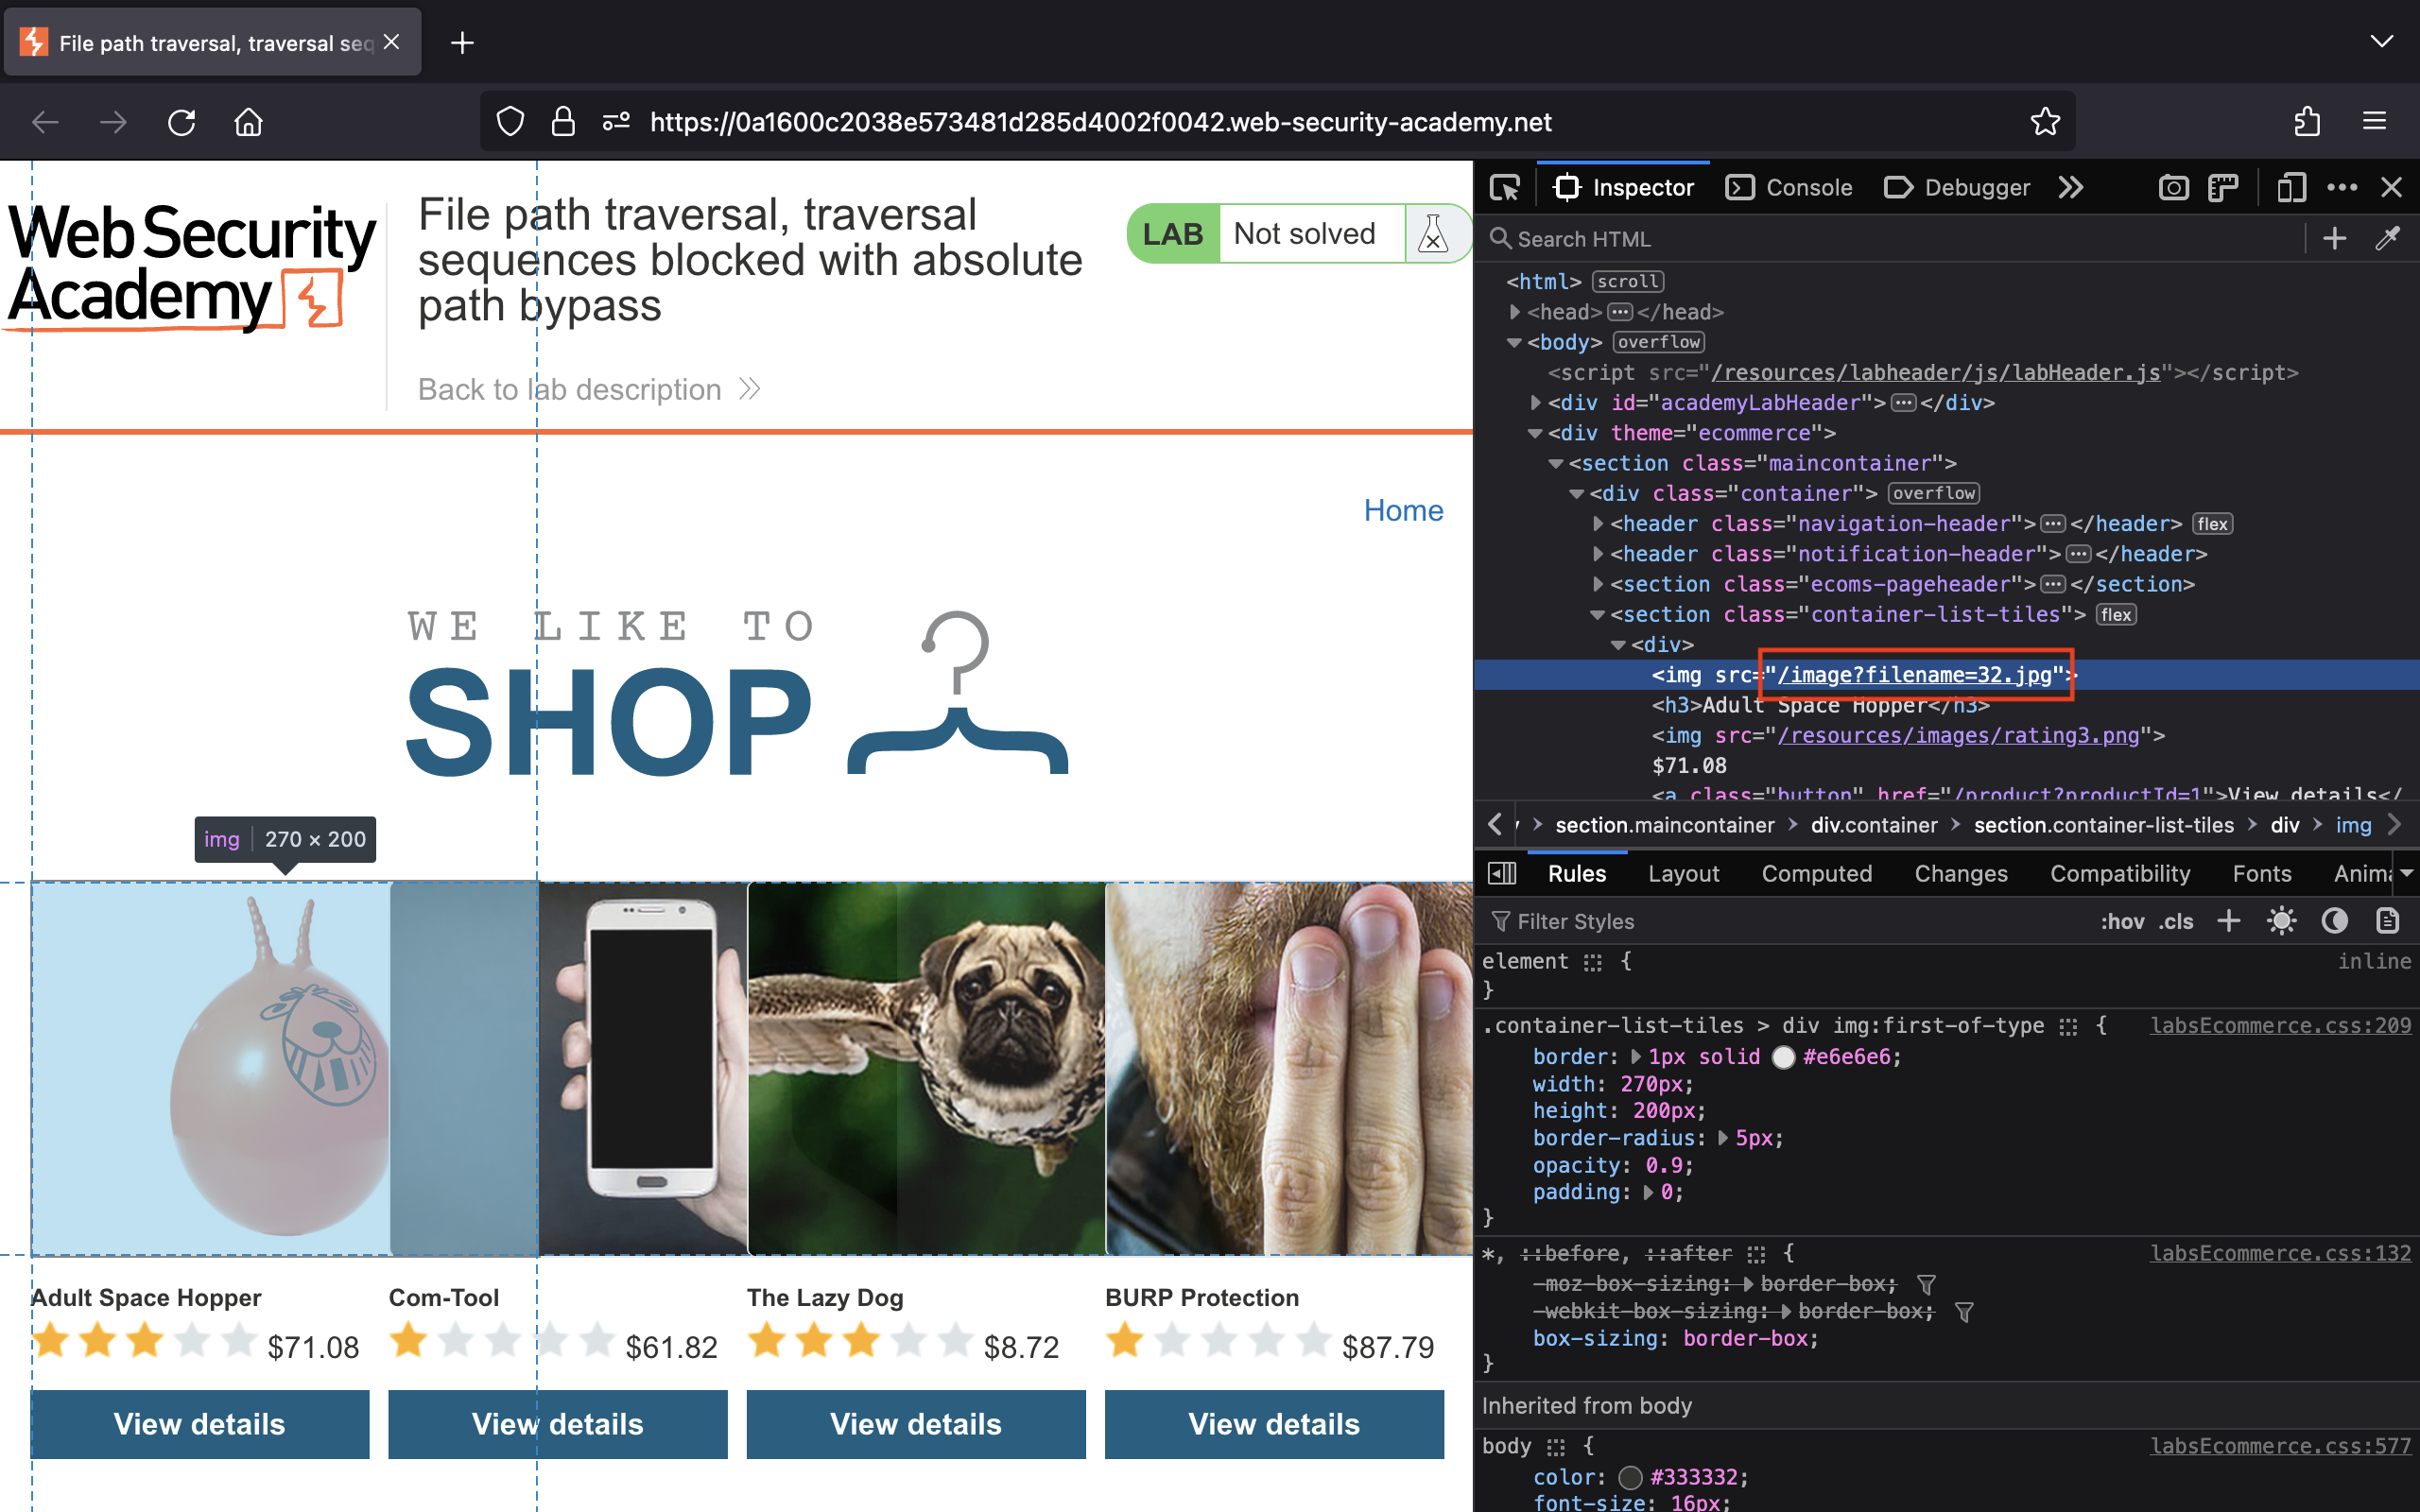 File path traversal, traversal seq
https://0a1600c2038e573481d285d4002f0042.web-security-academy.net
Web Security
Academy
File path traversal, traversal
sequences blocked with absolute
path bypass
LAB Not solved
Back to lab description
Home
WE LIKE TO
SHOP
img 270 × 200
Adult Space Hopper
$71.08
View details
Com-Tool
$61.82
View details
The Lazy Dog
$8.72
View details
BURP Protection
$87.79
View details
Inspector Console Debugger
Search HTML
<html> scroll
<head> </head>
<body> overflow
<script src="/resources/labheader/js/labHeader.js"></script>
<div id="academyLabHeader"> </div>
<div theme="ecommerce">
<section class="maincontainer">
<div class="container"> overflow
<header class="navigation-header"> </header> flex
<header class="notification-header"> </header>
<section class="ecoms-pageheader"> </section>
<section class="container-list-tiles"> flex
<div>
<img src="/image?filename=32.jpg">
<h3>Adult Space Hopper</h3>
<img src="/resources/images/rating3.png">
$71.08
<a class="button" href="/product?productId=1">View details</
section.maincontainer div.container section.container-list-tiles div img
Rules Layout Computed Changes Compatibility Fonts Anima
Filter Styles :hov .cls
element { inline
}
.container-list-tiles > div img:first-of-type { labsEcommerce.css:209
border: 1px solid #e6e6e6;
width: 270px;
height: 200px;
border-radius: 5px;
opacity: 0.9;
padding: 0;
}
*, ::before, ::after { labsEcommerce.css:132
-moz-box-sizing: border-box;
-webkit-box-sizing: border-box;
box-sizing: border-box;
}
Inherited from body
body { labsEcommerce.css:577
color: #333332;
font-size: 16px;